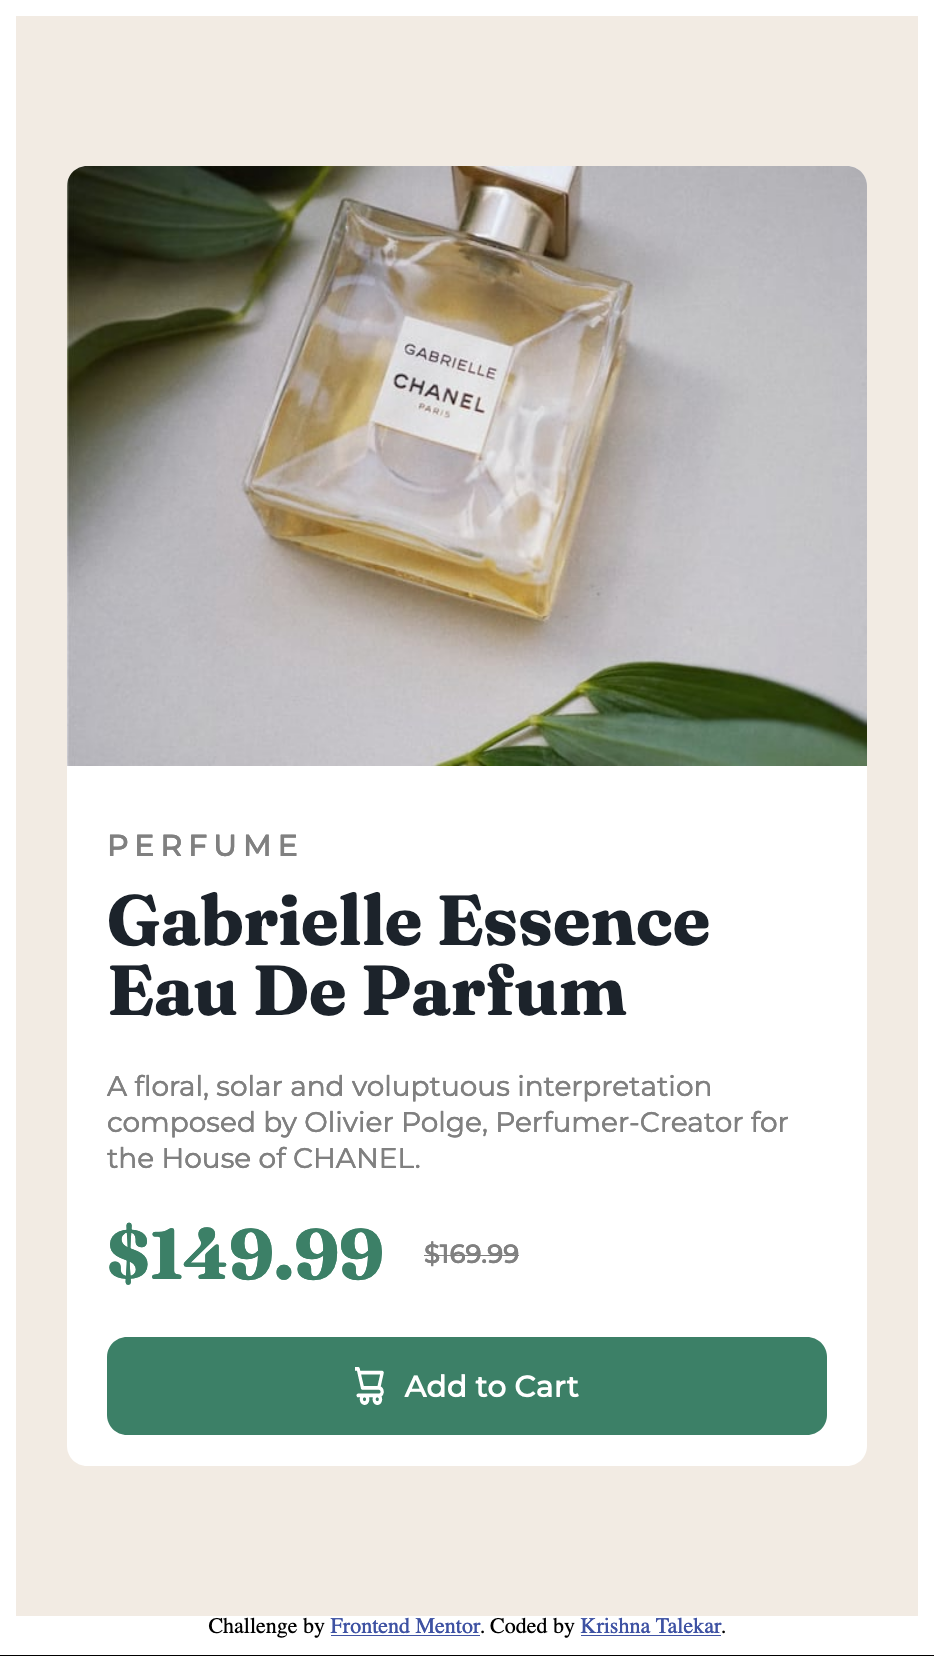 GABRIELLE
CHANEL
PARIS
PERFUME
Gabrielle Essence
Eau De Parfum
A floral, solar and voluptuous interpretation
composed by Olivier Polge, Perfumer-Creator for
the House of CHANEL.
$149.99 $169.99
Add to Cart
Challenge by Frontend Mentor. Coded by Krishna Talekar.